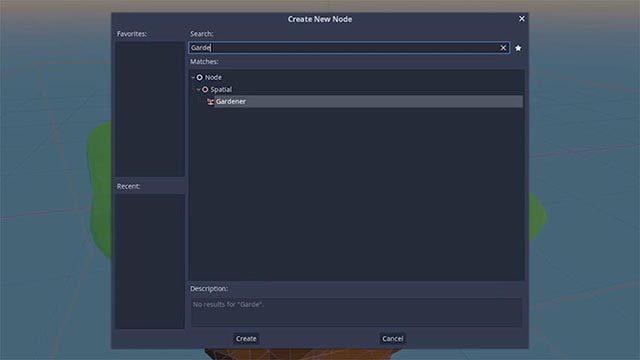 Create New Node
Favorites:
Search:
Garde
Matches:
Node
Spatial
Gardener
Recent:
Description:
No results for "Garde".
Create
Cancel